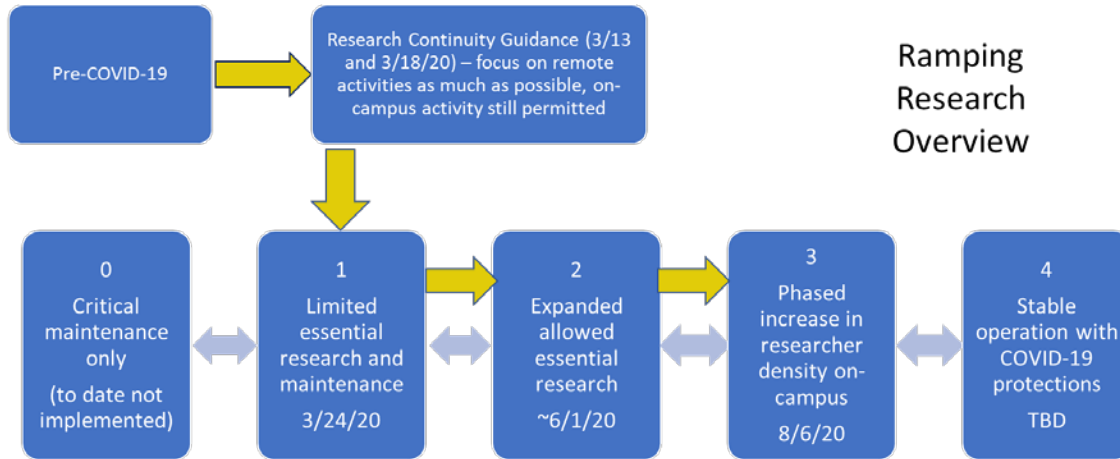 Pre-COVID-19
Research Continuity Guidance (3/13
and 3/18/20) – focus on remote
activities as much as possible, on-
campus activity still permitted
Ramping
Research
Overview
0
Critical
maintenance
only
(to date not
implemented)
1
Limited
essential
research and
maintenance
3/24/20
2
Expanded
allowed
essential
research
~6/1/20
3
Phased
increase in
researcher
density on-
campus
8/6/20
4
Stable
operation with
COVID-19
protections
TBD